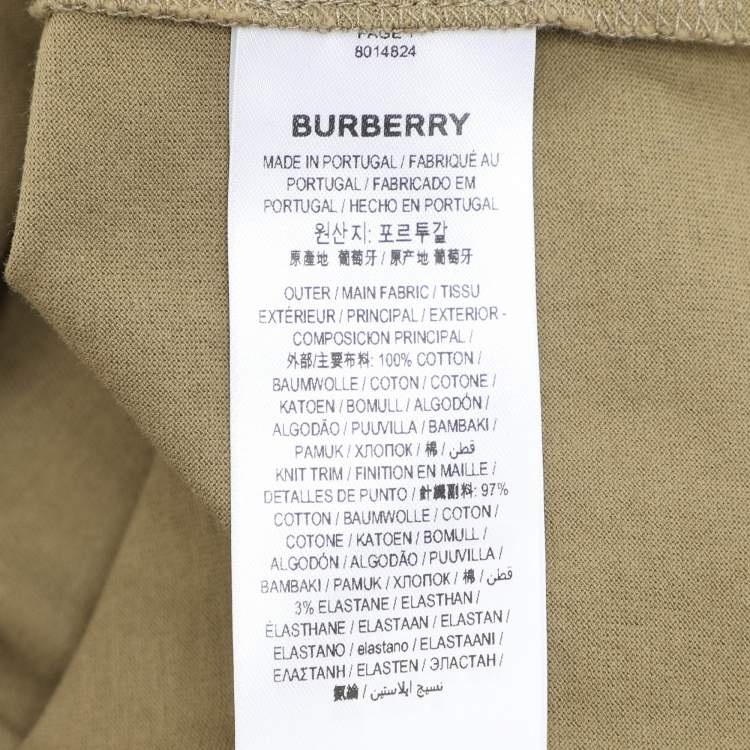 PAGE 1
8014824
BURBERRY
MADE IN PORTUGAL / FABRIQUÉ AU
PORTUGAL / FABRICADO EM
PORTUGAL / HECHO EN PORTUGAL
원산지: 포르투갈
原產地 葡萄牙 / 原产地 葡萄牙
OUTER / MAIN FABRIC / TISSU
EXTÉRIEUR / PRINCIPAL / EXTERIOR -
COMPOSICION PRINCIPAL /
外部/主要布料: 100% COTTON /
BAUMWOLLE / COTON / COTONE /
KATOEN / BOMULL / ALGODÓN /
ALGODÃO / PUUVILLA / BAMBAKI /
PAMUK / ХЛОПОК / 棉 / قطن /
KNIT TRIM / FINITION EN MAILLE /
DETALLES DE PUNTO / 針織副料: 97%
COTTON / BAUMWOLLE / COTON /
COTONE / KATOEN / BOMULL /
ALGODÓN / ALGODÃO / PUUVILLA /
BAMBAKI / PAMUK / ХЛОПОК / 棉 / قطن /
3% ELASTANE / ELASTHAN /
ÉLASTHANE / ELASTAAN / ELASTAN /
ELASTANO / elastano / ELASTAANI /
ΕΛΑΣΤΑΝΗ / ELASTEN / ЭЛАСТАН /
氨綸 / نسيج إيلاستين /